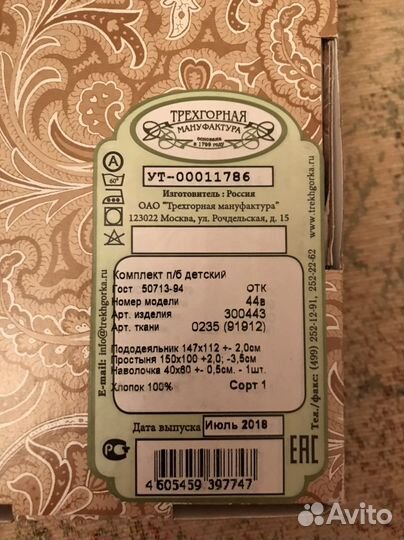 ТРЕХГОРНАЯ
МАНУФАКТУРА
основана
в 1799 году
УТ-00011786
Изготовитель: Россия
ОАО "Трехгорная мануфактура"
123022 Москва, ул. Рочдельская, д. 15
Комплект п/б детский
Гост 50713-94 ОТК
Номер модели 44в
Арт. изделия 300443
Арт. ткани 0235 (91912)
Пододеяльник 147х112 +- 2,0см
Простыня 150х100 +2,0; -3,5см
Наволочка 40х60 +- 0,5см. - 1шт.
Хлопок 100% Сорт 1
Дата выпуска Июль 2018
4 605459 397747
EAC
E-mail: info@trekhgorka.ru
Тел./факс: (499) 252-12-91, 252-22-62
www.trekhgorka.ru
A
60°
Avito